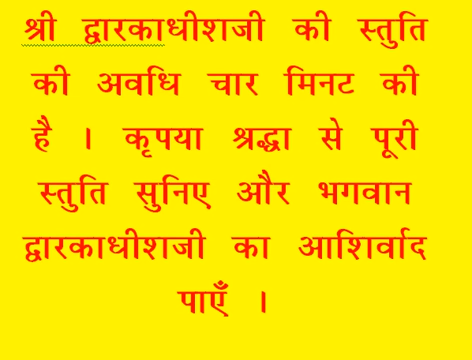 श्री द्वारकाधीशजी की स्तुति
की अवधि चार मिनट की
है । कृपया श्रद्धा से पूरी
स्तुति सुनिए और भगवान
द्वारकाधीशजी का आशिर्वाद
पाएँ ।